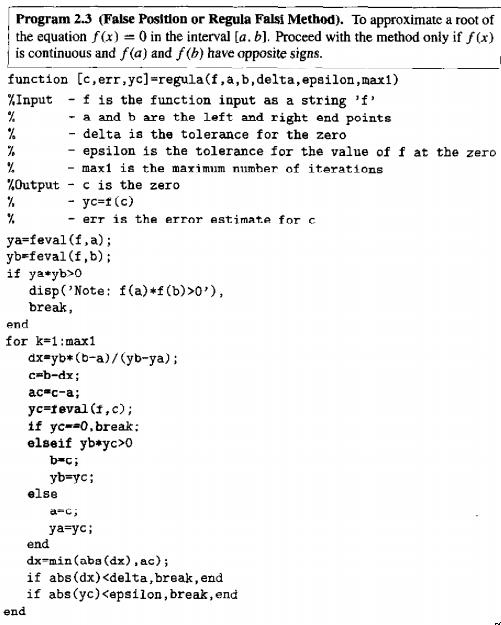 Program 2.3 (False Position or Regula Falsi Method). To approximate a root of
the equation f(x) = 0 in the interval [a, b]. Proceed with the method only if f(x)
is continuous and f(a) and f(b) have opposite signs.
function [c,err,yc]=regula(f,a,b,delta,epsilon,max1)
%Input  - f is the function input as a string 'f'
%       - a and b are the left and right end points
%       - delta is the tolerance for the zero
%       - epsilon is the tolerance for the value of f at the zero
%       - max1 is the maximum number of iterations
%Output - c is the zero
%       - yc=f(c)
%       - err is the error estimate for c
ya=feval(f,a);
yb=feval(f,b);
if ya*yb>0
   disp('Note: f(a)*f(b)>0'),
   break,
end
for k=1:max1
   dx=yb*(b-a)/(yb-ya);
   c=b-dx;
   ac=c-a;
   yc=feval(f,c);
   if yc==0,break;
   elseif yb*yc>0
      b=c;
      yb=yc;
   else
      a=c;
      ya=yc;
   end
   dx=min(abs(dx),ac);
   if abs(dx)<delta,break,end
   if abs(yc)<epsilon,break,end
end